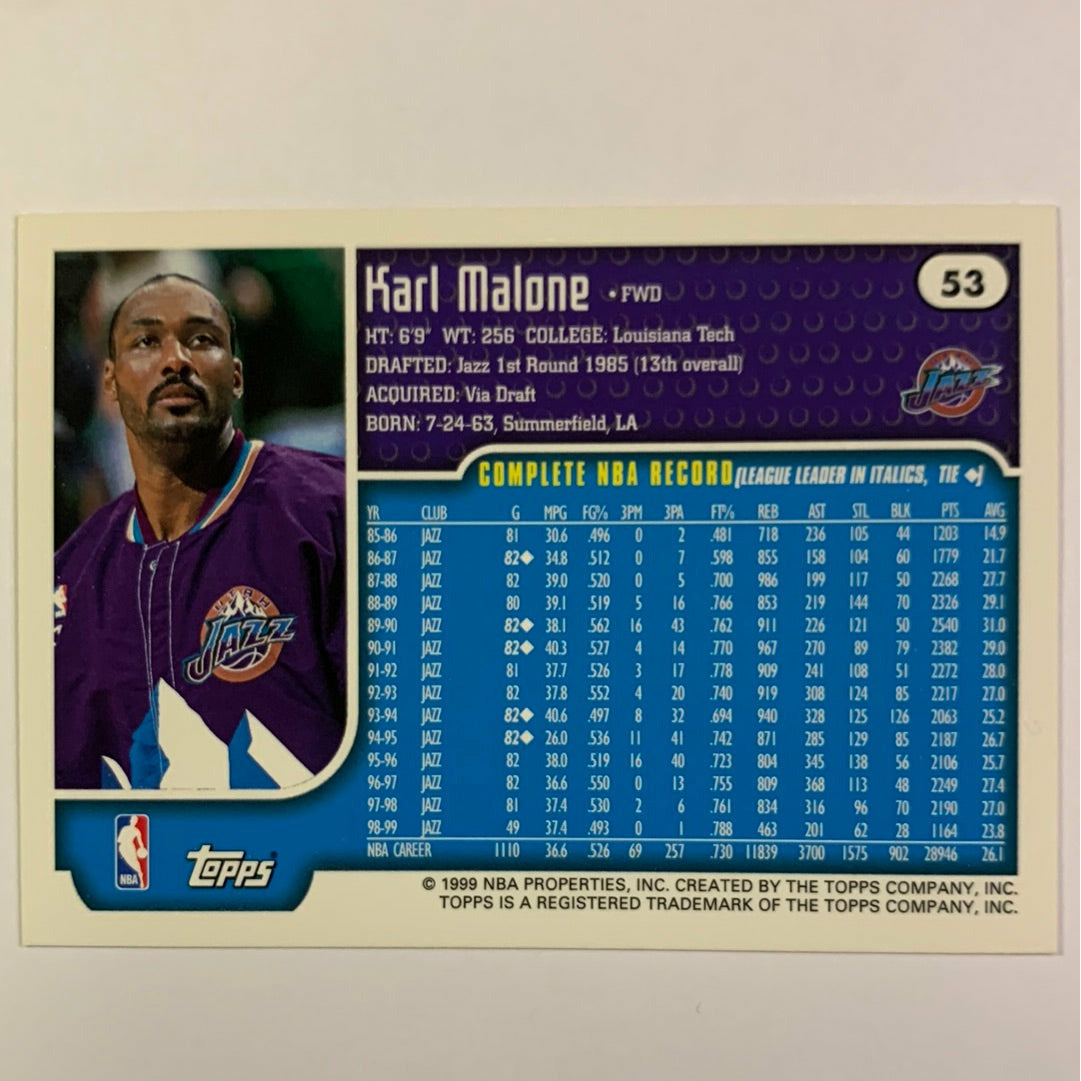 Karl Malone • FWD
53
HT: 6'9" WT: 256 COLLEGE: Louisiana Tech
DRAFTED: Jazz 1st Round 1985 (13th overall)
ACQUIRED: Via Draft
BORN: 7-24-63, Summerfield, LA
JAZZ
COMPLETE NBA RECORD (LEAGUE LEADER IN ITALICS, TIE ◆)
YR CLUB G MPG FG% 3PM 3PA FT% REB AST STL BLK PTS AVG
85-86 JAZZ 81 30.6 .496 0 2 .481 718 236 105 44 1203 14.9
86-87 JAZZ 82◆ 34.8 .512 0 7 .598 855 158 104 60 1779 21.7
87-88 JAZZ 82 39.0 .520 0 5 .700 986 199 117 50 2268 27.7
88-89 JAZZ 80 39.1 .519 5 16 .766 853 219 144 70 2326 29.1
89-90 JAZZ 82◆ 38.1 .562 16 43 .762 911 226 121 50 2540 31.0
90-91 JAZZ 82◆ 40.3 .527 4 14 .770 967 270 89 79 2382 29.0
91-92 JAZZ 81 37.7 .526 3 17 .778 909 241 108 51 2272 28.0
92-93 JAZZ 82 37.8 .552 4 20 .740 919 308 124 85 2217 27.0
93-94 JAZZ 82◆ 40.6 .497 8 32 .694 940 328 125 126 2063 25.2
94-95 JAZZ 82◆ 26.0 .536 11 41 .742 871 285 129 85 2187 26.7
95-96 JAZZ 82 38.0 .519 16 40 .723 804 345 138 56 2106 25.7
96-97 JAZZ 82 36.6 .550 0 13 .755 809 368 113 48 2249 27.4
97-98 JAZZ 81 37.4 .530 2 6 .761 834 316 96 70 2190 27.0
98-99 JAZZ 49 37.4 .493 0 1 .788 463 201 62 28 1164 23.8
NBA CAREER 1110 36.6 .526 69 257 .730 11839 3700 1575 902 28946 26.1
UTAH
JAZZ
NBA
TOPPS
© 1999 NBA PROPERTIES, INC. CREATED BY THE TOPPS COMPANY, INC.
TOPPS IS A REGISTERED TRADEMARK OF THE TOPPS COMPANY, INC.